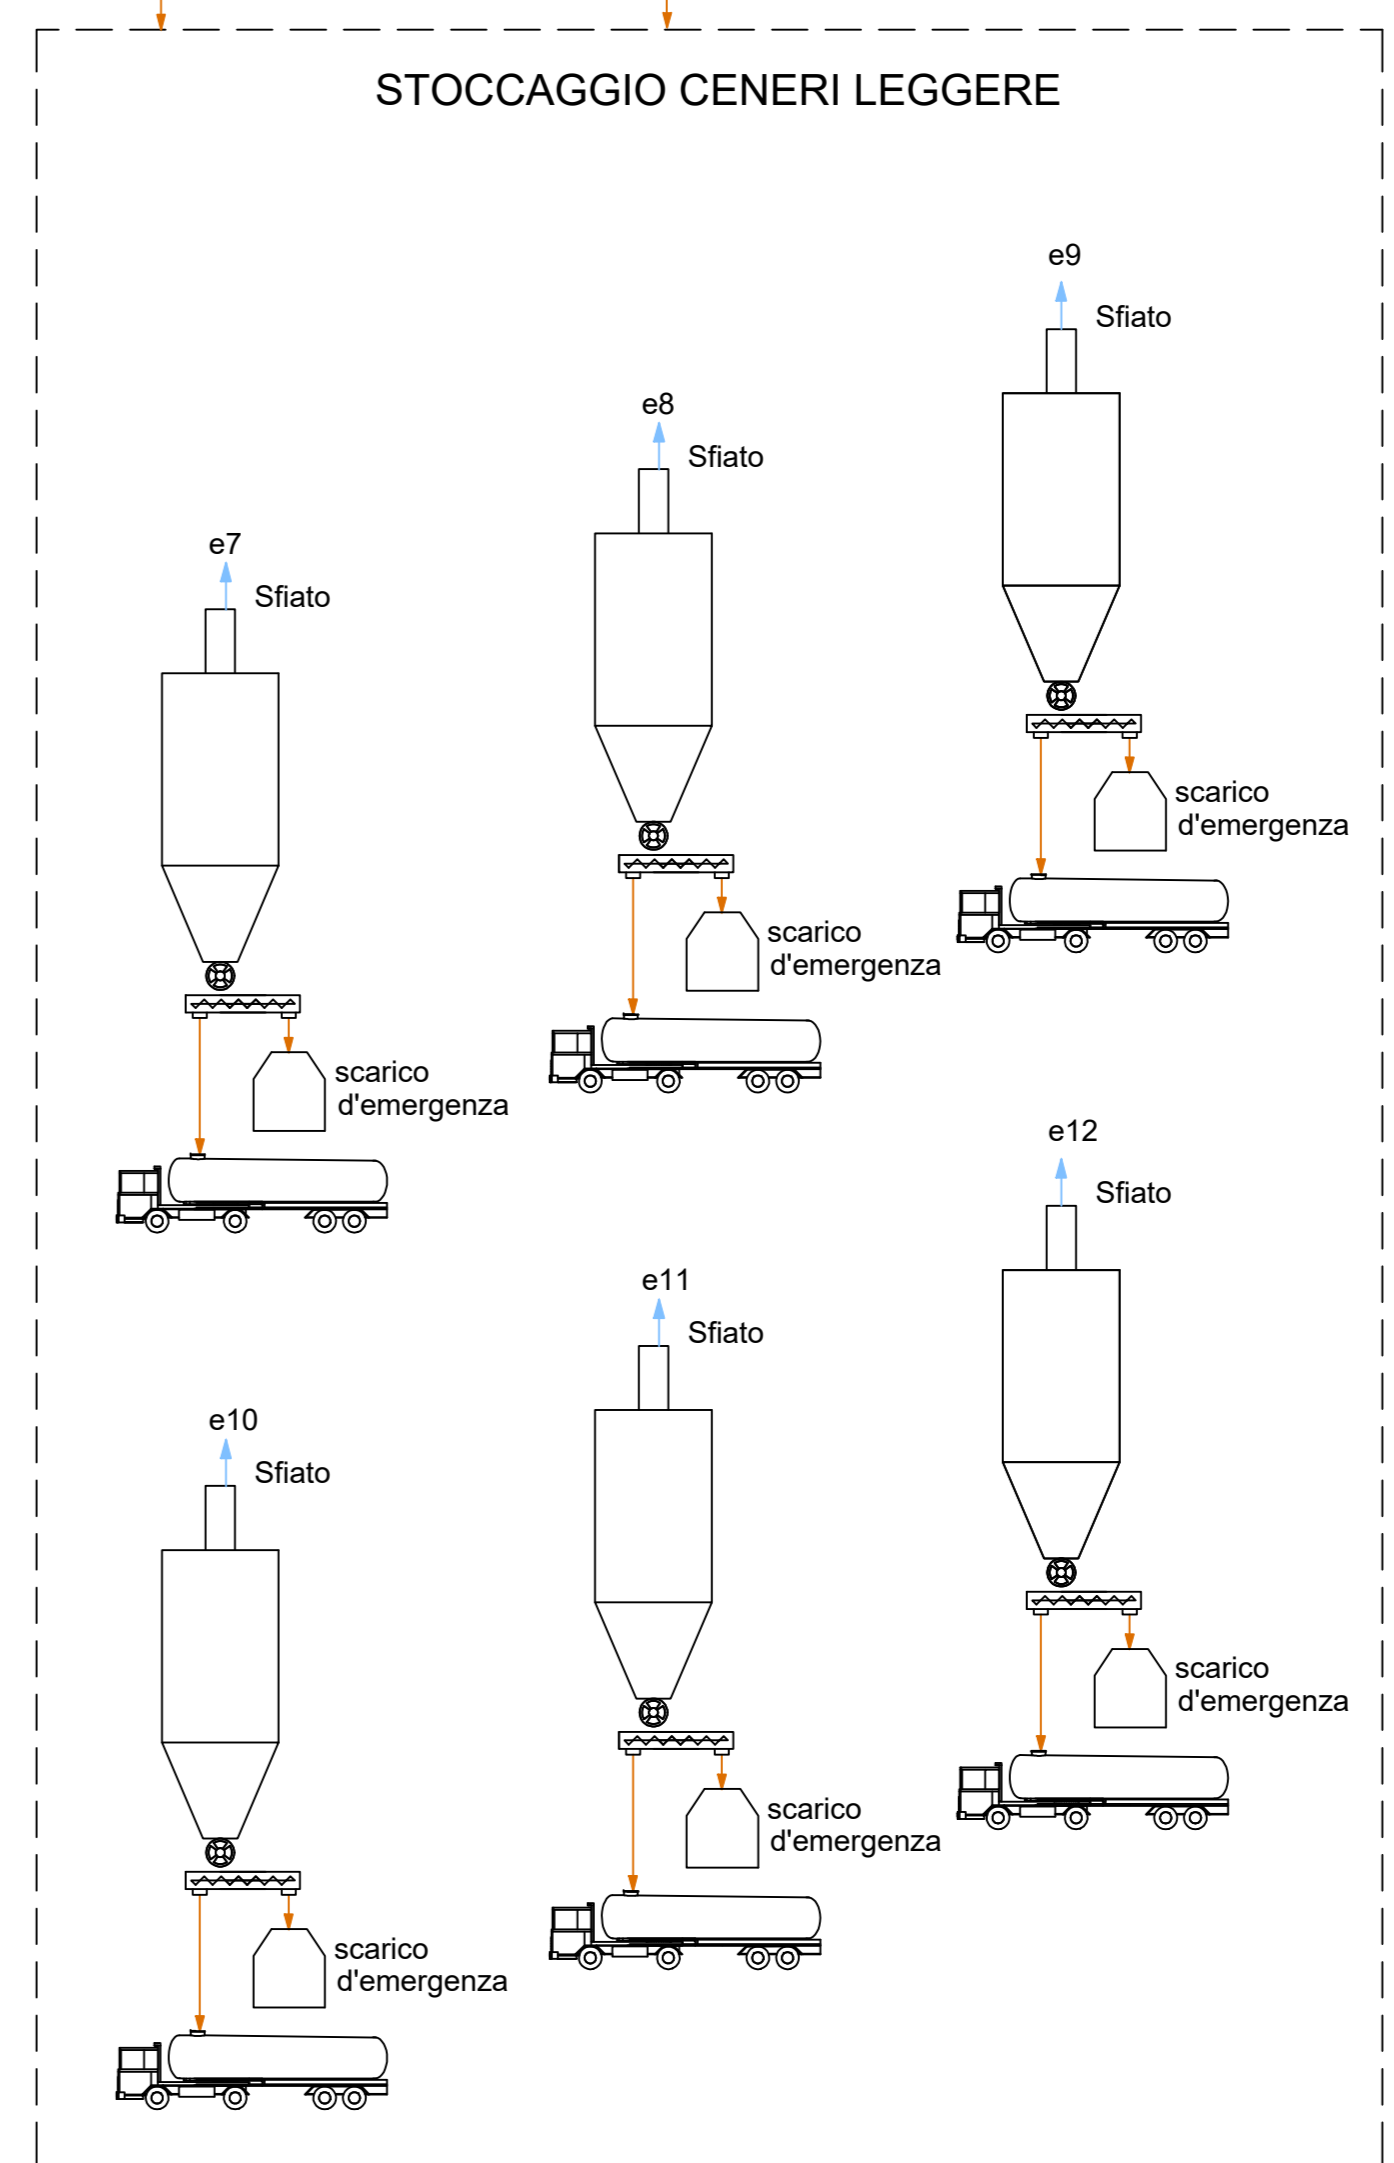 STOCCAGGIO CENERI LEGGERE
e9
Sfiato
e8
Sfiato
e7
Sfiato
scarico
d'emergenza
scarico
d'emergenza
scarico
d'emergenza
e12
Sfiato
e11
Sfiato
e10
Sfiato
scarico
d'emergenza
scarico
d'emergenza
scarico
d'emergenza